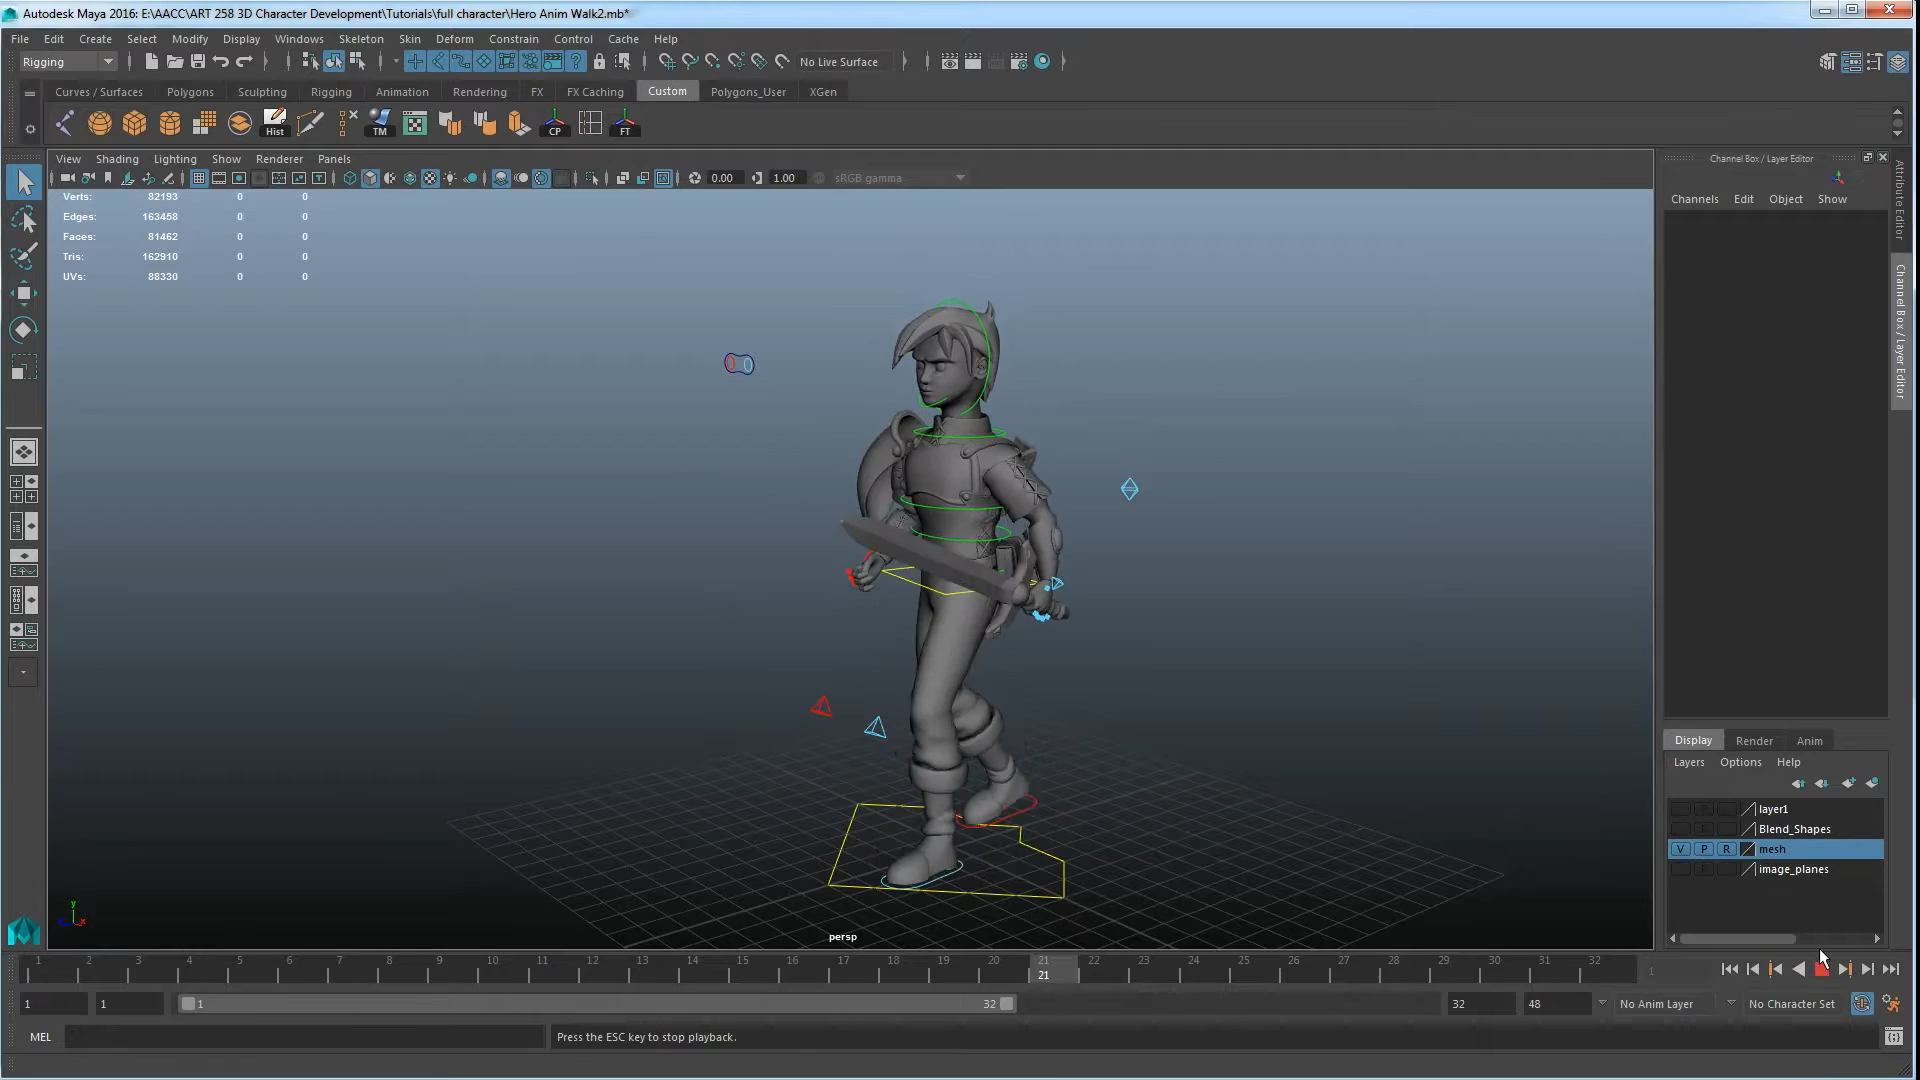 Autodesk Maya 2016: E:\AACC\ART 258 3D Character Development\Tutorials\full character\Hero Anim Walk2.mb*
File Edit Create Select Modify Display Windows Skeleton Skin Deform Constrain Control Cache Help
Rigging No Live Surface
Curves / Surfaces Polygons Sculpting Rigging Animation Rendering FX FX Caching Custom Polygons_User XGen
Hist TM CP FT
View Shading Lighting Show Renderer Panels
0.00 1.00 sRGB gamma
Verts: 82193 0 0
Edges: 163458 0 0
Faces: 81462 0 0
Tris: 162910 0 0
UVs: 88330 0 0
persp
y
x
Channel Box / Layer Editor
Channels Edit Object Show
Attribute Editor
Channel Box / Layer Editor
Display Render Anim
Layers Options Help
layer1
Blend_Shapes
V P R mesh
image_planes
1 2 3 4 5 6 7 8 9 10 11 12 13 14 15 16 17 18 19 20 21 22 23 24 25 26 27 28 29 30 31 32
21
1
1 1 1 32 32 48 No Anim Layer No Character Set
MEL Press the ESC key to stop playback.